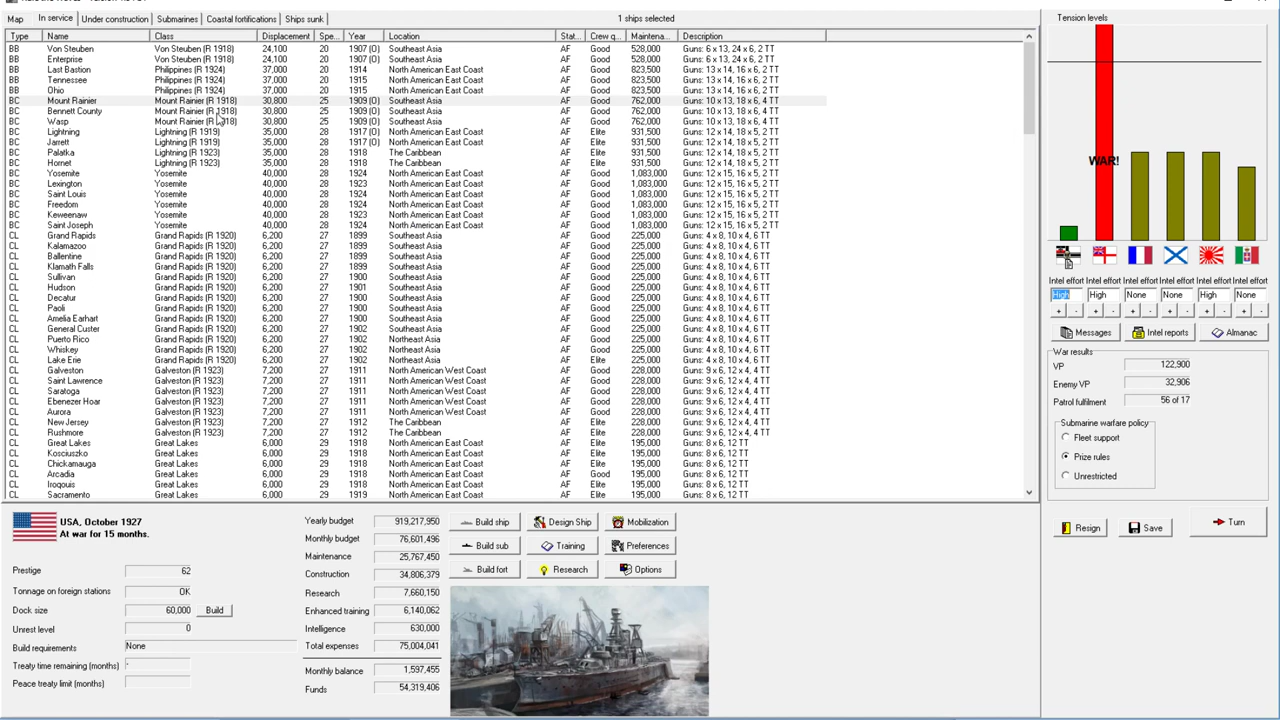 Map In service Under construction Submarines Coastal fortifications Ships sunk 1 ships selected
Type Name Class Displacement Spe... Year Location Stat... Crew q... Maintena... Description
BB Von Steuben Von Steuben (R 1918) 24,100 20 1907 (O) Southeast Asia AF Good 528,000 Guns: 6 x 13, 24 x 6, 2 TT
BB Enterprise Von Steuben (R 1918) 24,100 20 1907 (O) Southeast Asia AF Good 528,000 Guns: 6 x 13, 24 x 6, 2 TT
BB Last Bastion Philippines (R 1924) 37,000 20 1914 North American East Coast AF Good 823,500 Guns: 13 x 14, 16 x 6, 2 TT
BB Tennessee Philippines (R 1924) 37,000 20 1915 North American East Coast AF Good 823,500 Guns: 13 x 14, 16 x 6, 2 TT
BB Ohio Philippines (R 1924) 37,000 20 1915 North American East Coast AF Good 823,500 Guns: 13 x 14, 16 x 6, 2 TT
BC Mount Rainier Mount Rainier (R 1918) 30,800 25 1909 (O) Southeast Asia AF Good 762,000 Guns: 10 x 13, 18 x 6, 4 TT
BC Bennett County Mount Rainier (R 1918) 30,800 25 1909 (O) Southeast Asia AF Good 762,000 Guns: 10 x 13, 18 x 6, 4 TT
BC Wasp Mount Rainier (R 1918) 30,800 25 1909 (O) Southeast Asia AF Good 762,000 Guns: 10 x 13, 18 x 6, 4 TT
BC Lightning Lightning (R 1919) 35,000 28 1917 (O) North American East Coast AF Elite 931,500 Guns: 12 x 14, 18 x 5, 2 TT
BC Jarrett Lightning (R 1919) 35,000 28 1917 (O) North American East Coast AF Elite 931,500 Guns: 12 x 14, 18 x 5, 2 TT
BC Palatka Lightning (R 1923) 35,000 28 1918 The Caribbean AF Elite 931,500 Guns: 12 x 14, 18 x 5, 2 TT
BC Hornet Lightning (R 1923) 35,000 28 1918 The Caribbean AF Elite 931,500 Guns: 12 x 14, 18 x 5, 2 TT
BC Yosemite Yosemite 40,000 28 1924 North American East Coast AF Good 1,083,000 Guns: 12 x 15, 16 x 5, 2 TT
BC Lexington Yosemite 40,000 28 1923 North American East Coast AF Good 1,083,000 Guns: 12 x 15, 16 x 5, 2 TT
BC Saint Louis Yosemite 40,000 28 1924 North American East Coast AF Good 1,083,000 Guns: 12 x 15, 16 x 5, 2 TT
BC Freedom Yosemite 40,000 28 1924 North American East Coast AF Good 1,083,000 Guns: 12 x 15, 16 x 5, 2 TT
BC Keweenaw Yosemite 40,000 28 1923 North American East Coast AF Good 1,083,000 Guns: 12 x 15, 16 x 5, 2 TT
BC Saint Joseph Yosemite 40,000 28 1924 North American East Coast AF Good 1,083,000 Guns: 12 x 15, 16 x 5, 2 TT
CL Grand Rapids Grand Rapids (R 1920) 6,200 27 1899 Southeast Asia AF Good 225,000 Guns: 4 x 8, 10 x 4, 6 TT
CL Kalamazoo Grand Rapids (R 1920) 6,200 27 1899 Southeast Asia AF Good 225,000 Guns: 4 x 8, 10 x 4, 6 TT
CL Ballentine Grand Rapids (R 1920) 6,200 27 1899 Southeast Asia AF Good 225,000 Guns: 4 x 8, 10 x 4, 6 TT
CL Klamath Falls Grand Rapids (R 1920) 6,200 27 1899 Southeast Asia AF Good 225,000 Guns: 4 x 8, 10 x 4, 6 TT
CL Sullivan Grand Rapids (R 1920) 6,200 27 1900 Southeast Asia AF Good 225,000 Guns: 4 x 8, 10 x 4, 6 TT
CL Hudson Grand Rapids (R 1920) 6,200 27 1901 Southeast Asia AF Good 225,000 Guns: 4 x 8, 10 x 4, 6 TT
CL Decatur Grand Rapids (R 1920) 6,200 27 1900 Southeast Asia AF Good 225,000 Guns: 4 x 8, 10 x 4, 6 TT
CL Paoli Grand Rapids (R 1920) 6,200 27 1900 Southeast Asia AF Good 225,000 Guns: 4 x 8, 10 x 4, 6 TT
CL Amelia Earhart Grand Rapids (R 1920) 6,200 27 1900 Southeast Asia AF Good 225,000 Guns: 4 x 8, 10 x 4, 6 TT
CL General Custer Grand Rapids (R 1920) 6,200 27 1902 Southeast Asia AF Good 225,000 Guns: 4 x 8, 10 x 4, 6 TT
CL Puerto Rico Grand Rapids (R 1920) 6,200 27 1902 Northeast Asia AF Good 225,000 Guns: 4 x 8, 10 x 4, 6 TT
CL Whiskey Grand Rapids (R 1920) 6,200 27 1902 Northeast Asia AF Good 225,000 Guns: 4 x 8, 10 x 4, 6 TT
CL Lake Erie Grand Rapids (R 1920) 6,200 27 1902 Northeast Asia AF Elite 225,000 Guns: 4 x 8, 10 x 4, 6 TT
CL Galveston Galveston (R 1923) 7,200 27 1911 North American West Coast AF Good 228,000 Guns: 9 x 6, 12 x 4, 4 TT
CL Saint Lawrence Galveston (R 1923) 7,200 27 1911 North American West Coast AF Elite 228,000 Guns: 9 x 6, 12 x 4, 4 TT
CL Saratoga Galveston (R 1923) 7,200 27 1911 North American West Coast AF Good 228,000 Guns: 9 x 6, 12 x 4, 4 TT
CL Ebenezer Hoar Galveston (R 1923) 7,200 27 1911 North American West Coast AF Good 228,000 Guns: 9 x 6, 12 x 4, 4 TT
CL Aurora Galveston (R 1923) 7,200 27 1911 North American West Coast AF Good 228,000 Guns: 9 x 6, 12 x 4, 4 TT
CL New Jersey Galveston (R 1923) 7,200 27 1912 The Caribbean AF Elite 228,000 Guns: 9 x 6, 12 x 4, 4 TT
CL Rushmore Galveston (R 1923) 7,200 27 1912 The Caribbean AF Elite 228,000 Guns: 9 x 6, 12 x 4, 4 TT
CL Great Lakes Great Lakes 6,000 29 1918 North American East Coast AF Elite 195,000 Guns: 8 x 6, 12 TT
CL Kosciuszko Great Lakes 6,000 29 1918 North American East Coast AF Elite 195,000 Guns: 8 x 6, 12 TT
CL Chickamauga Great Lakes 6,000 29 1918 North American East Coast AF Elite 195,000 Guns: 8 x 6, 12 TT
CL Arcadia Great Lakes 6,000 29 1918 North American East Coast AF Good 195,000 Guns: 8 x 6, 12 TT
CL Iroquois Great Lakes 6,000 29 1918 North American East Coast AF Elite 195,000 Guns: 8 x 6, 12 TT
CL Sacramento Great Lakes 6,000 29 1919 North American East Coast AF Elite 195,000 Guns: 8 x 6, 12 TT
USA, October 1927
At war for 15 months.
Prestige 62
Tonnage on foreign stations OK
Dock size 60,000 Build
Unrest level 0
Build requirements None
Treaty time remaining (months) -
Peace treaty limit (months)
Yearly budget 919,217,950
Monthly budget 76,601,496
Maintenance 25,767,450
Construction 34,806,379
Research 7,660,150
Enhanced training 6,140,062
Intelligence 630,000
Total expenses 75,004,041
Monthly balance 1,597,455
Funds 54,319,406
Build ship Design Ship Mobilization
Build sub Training Preferences
Build fort Research Options
Tension levels
WAR!
Intel effort Intel effort Intel effort Intel effort Intel effort Intel effort
High High None None High None
+ - + - + - + - + - + -
Messages Intel reports Almanac
War results
VP 122,900
Enemy VP 32,906
Patrol fulfilment 56 of 17
Submarine warfare policy
Fleet support
Prize rules
Unrestricted
Resign Save Turn